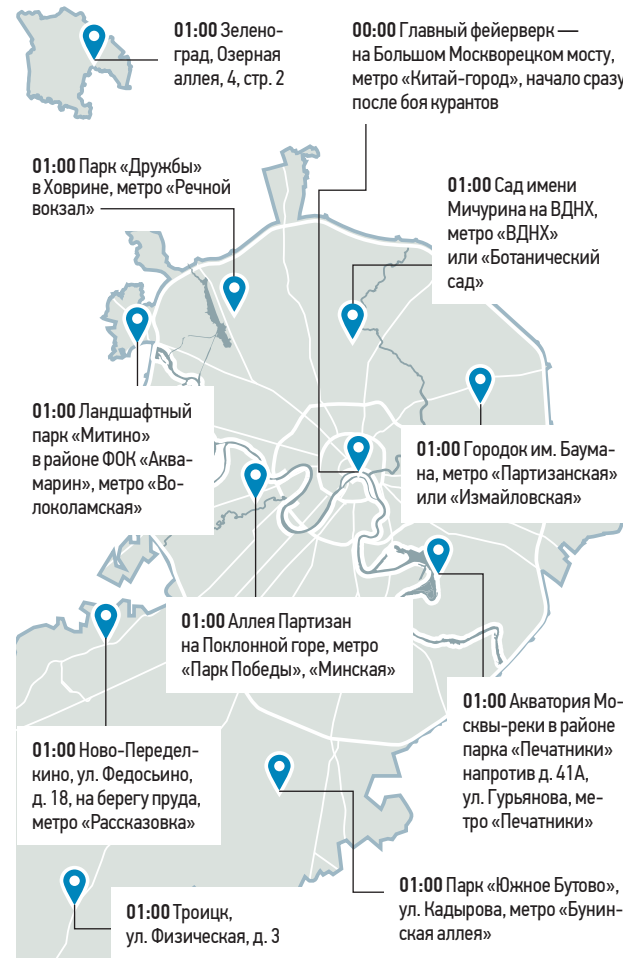 01:00 Зелено-
град, Озерная
аллея, 4, стр. 2
00:00 Главный фейерверк —
на Большом Москворецком мосту,
метро «Китай-город», начало сразу
после боя курантов
01:00 Парк «Дружбы»
в Ховрине, метро «Речной
вокзал»
01:00 Сад имени
Мичурина на ВДНХ,
метро «ВДНХ»
или «Ботанический
сад»
01:00 Ландшафтный
парк «Митино»
в районе ФОК «Аква-
марин», метро «Во-
локоламская»
01:00 Городок им. Баума-
на, метро «Партизанская»
или «Измайловская»
01:00 Аллея Партизан
на Поклонной горе, метро
«Парк Победы», «Минская»
01:00 Акватория Мо-
сквы-реки в районе
парка «Печатники»
напротив д. 41А,
ул. Гурьянова, ме-
тро «Печатники»
01:00 Ново-Передел-
кино, ул. Федосьино,
д. 18, на берегу пруда,
метро «Рассказовка»
01:00 Парк «Южное Бутово»,
ул. Кадырова, метро «Бунин-
ская аллея»
01:00 Троицк,
ул. Физическая, д. 3